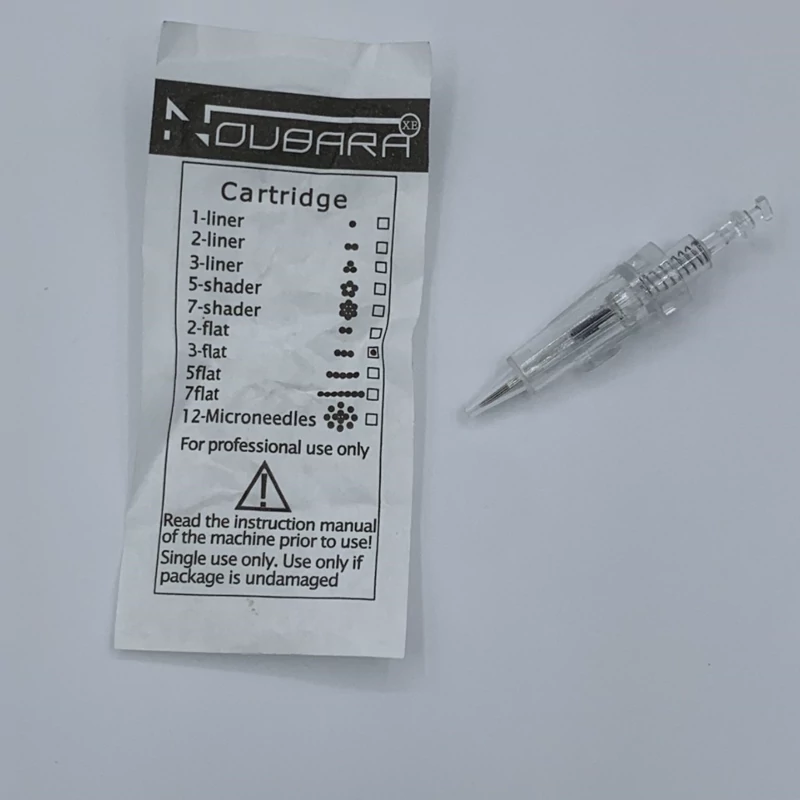 NOUBARA XE
Cartridge
1-liner
2-liner
3-liner
5-shader
7-shader
2-flat
3-flat
5flat
7flat
12-Microneedles
For professional use only
!
Read the instruction manual
of the machine prior to use!
Single use only. Use only if
package is undamaged